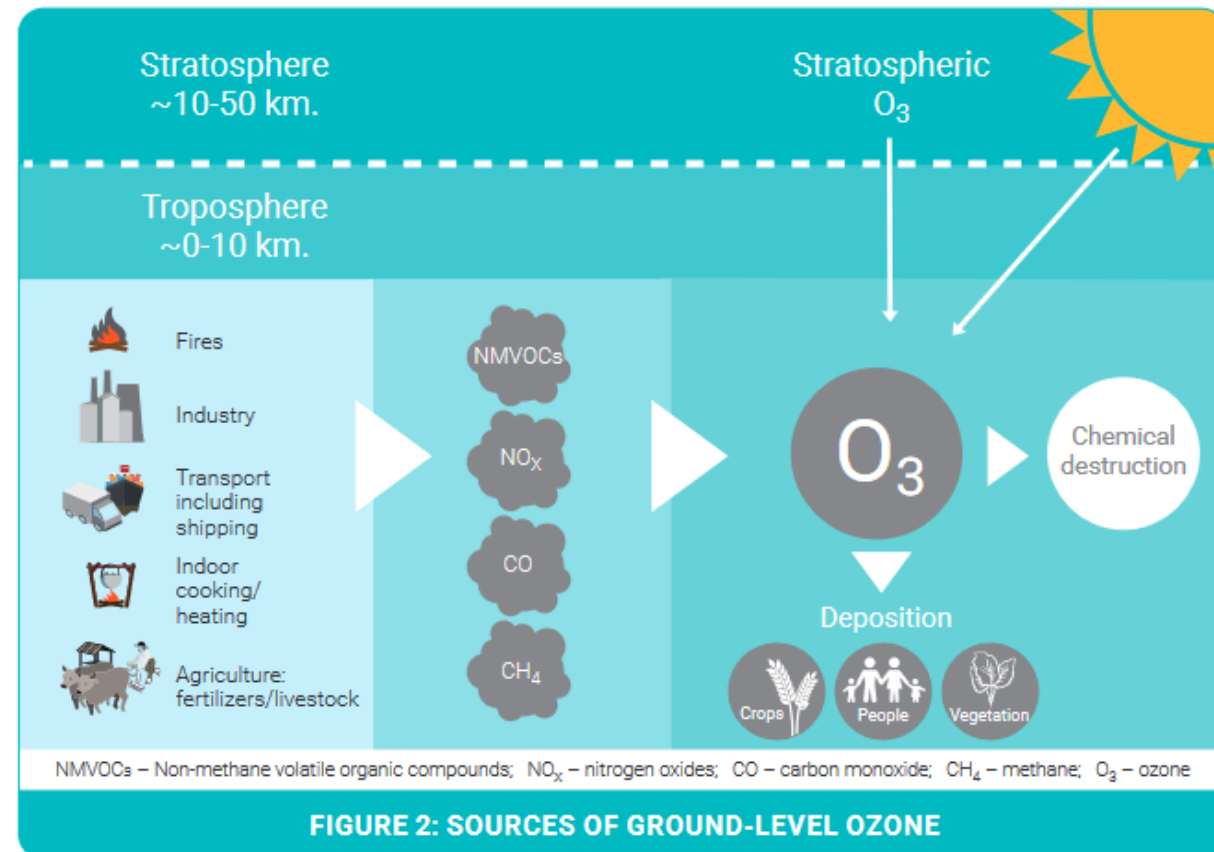 Stratosphere
~10-50 km.
Stratospheric
O₃
Troposphere
~0-10 km.
Fires
Industry
Transport
including
shipping
Indoor
cooking/
heating
Agriculture:
fertilizers/livestock
NMVOCs
NOₓ
CO
CH₄
O₃
Chemical
destruction
Deposition
Crops
People
Vegetation
NMVOCs – Non-methane volatile organic compounds; NOₓ – nitrogen oxides; CO – carbon monoxide; CH₄ – methane; O₃ – ozone
FIGURE 2: SOURCES OF GROUND-LEVEL OZONE